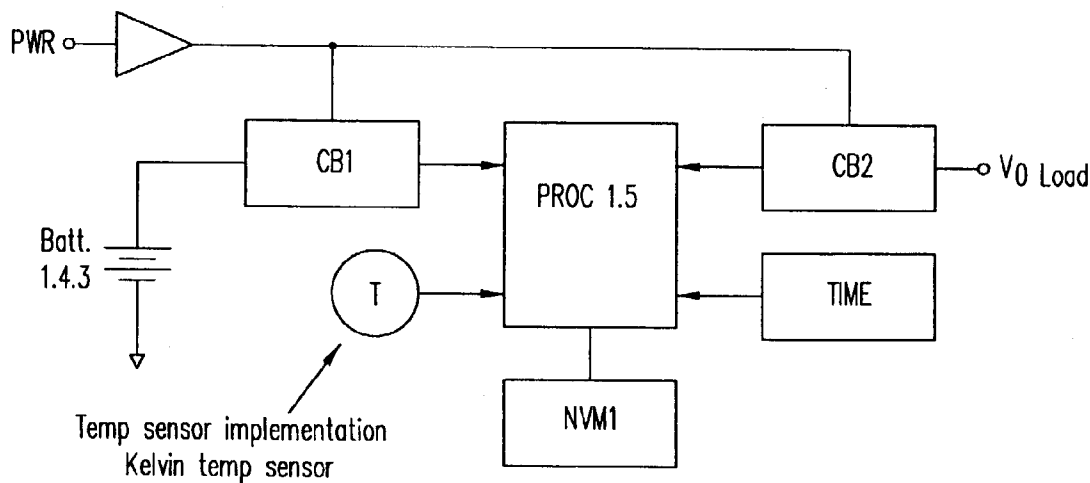 PWR
CB1
CB2
V0 Load
PROC 1.5
Batt.
1.4.3
T
TIME
NVM1
Temp sensor implementation
Kelvin temp sensor